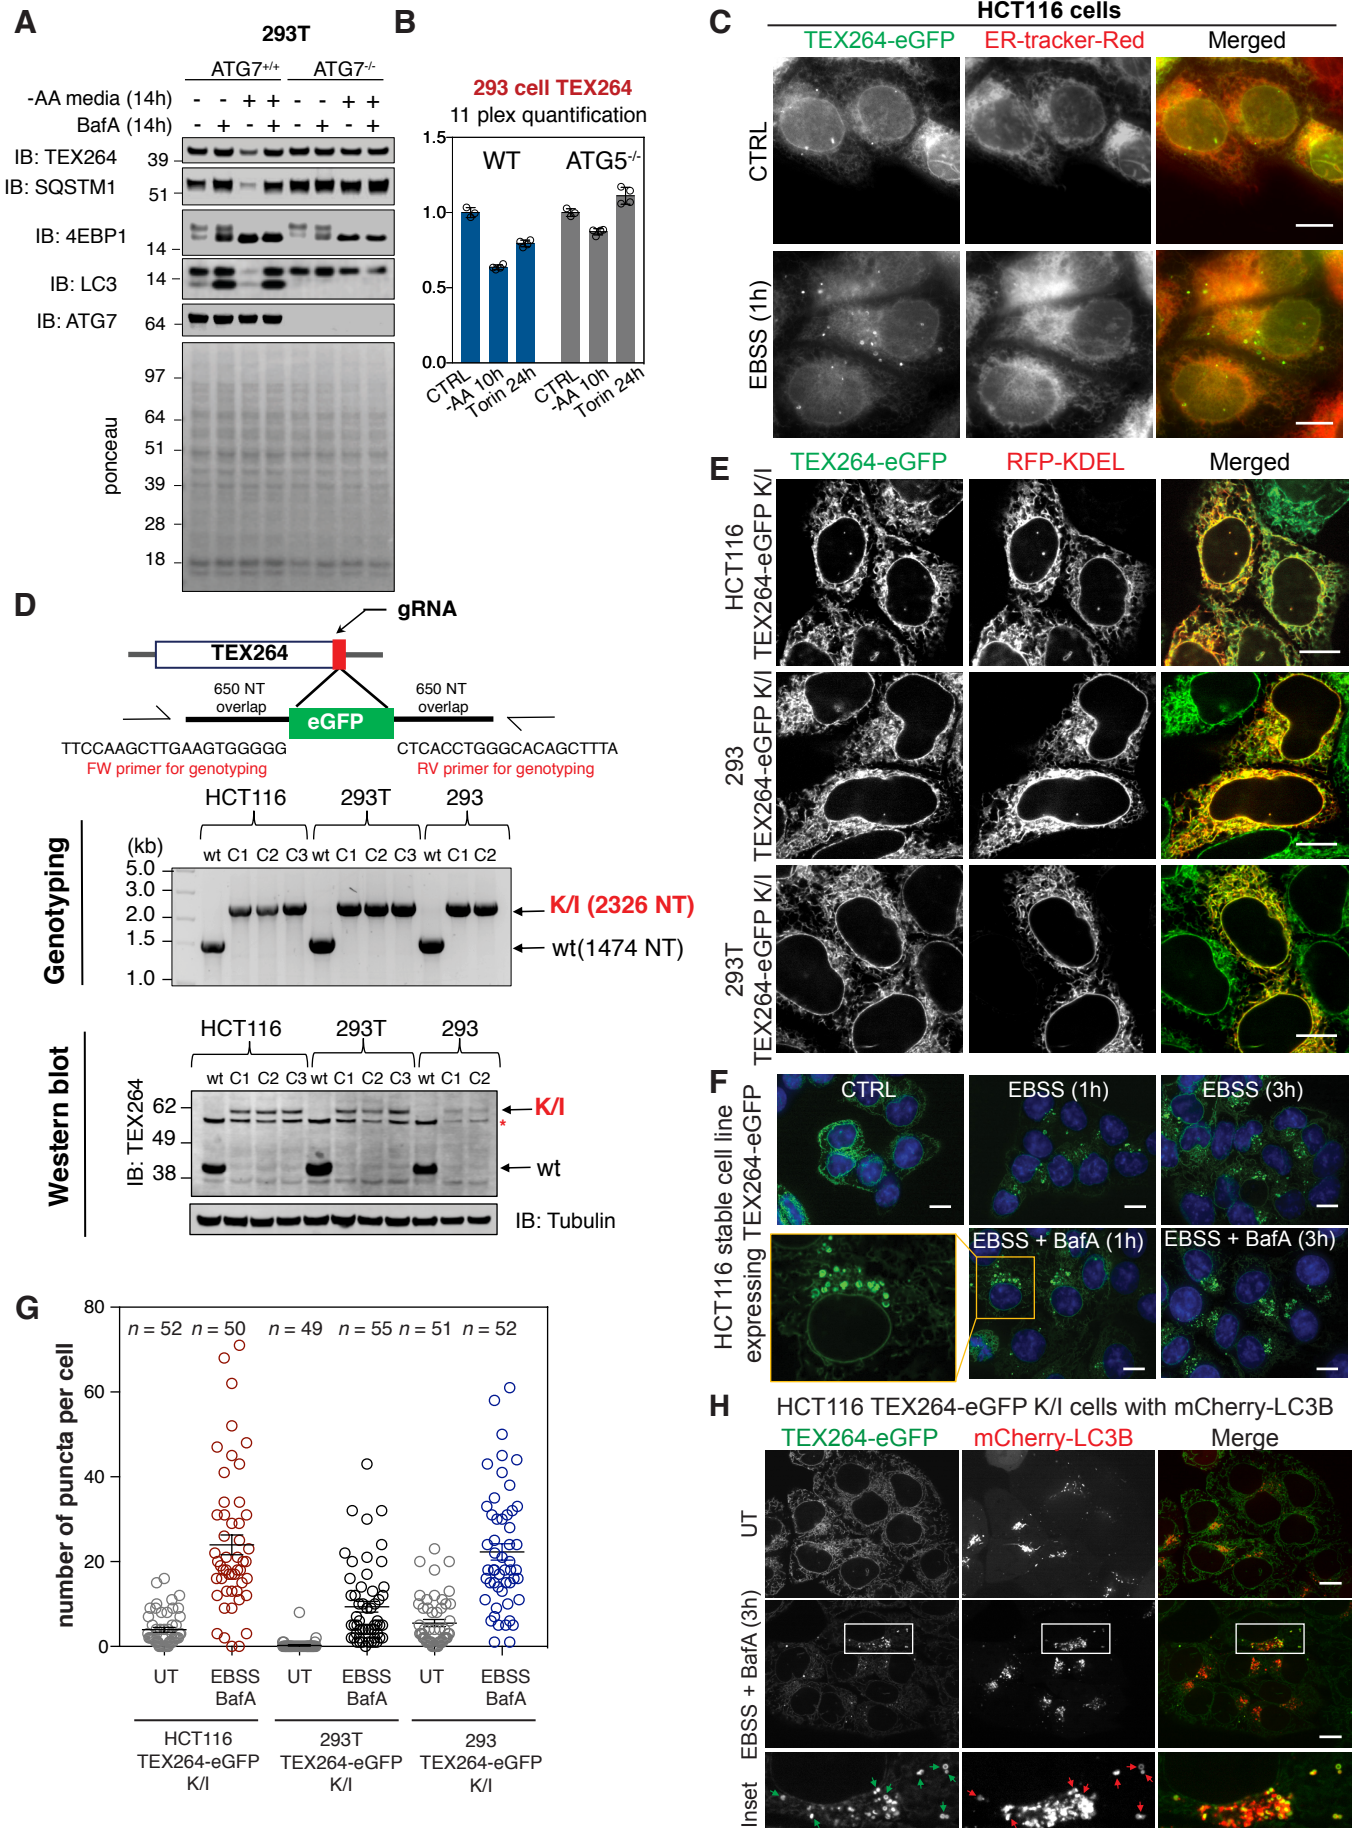 A
293T
ATG7+/+ ATG7-/-
-AA media (14h) - - + + - - + +
BafA (14h) - + - + - + - +
IB: TEX264 39
IB: SQSTM1 51
IB: 4EBP1 14
IB: LC3 14
IB: ATG7 64
ponceau
97
64
51
39
28
18
B
293 cell TEX264
11 plex quantification
1.5
1.0
0.5
0.0
WT ATG5-/-
CTRL
-AA 10h
Torin 24h
CTRL
-AA 10h
Torin 24h
C
HCT116 cells
TEX264-eGFP ER-tracker-Red Merged
CTRL
EBSS (1h)
D
gRNA
TEX264
650 NT overlap
650 NT overlap
eGFP
TTCCAAGCTTGAAGTGGGGG CTCACCTGGGCACAGCTTTA
FW primer for genotyping RV primer for genotyping
Genotyping
HCT116 293T 293
(kb) wt C1 C2 C3 wt C1 C2 C3 wt C1 C2
5.0
3.0
2.0
1.5
1.0
K/I (2326 NT)
wt(1474 NT)
Western blot
HCT116 293T 293
wt C1 C2 C3 wt C1 C2 C3 wt C1 C2
IB: TEX264
62
49
38
K/I
*
wt
IB: Tubulin
E
TEX264-eGFP RFP-KDEL Merged
HCT116
TEX264-eGFP K/I
293
TEX264-eGFP K/I
293T
TEX264-eGFP K/I
F
HCT116 stable cell line
expressing TEX264-eGFP
CTRL EBSS (1h) EBSS (3h)
EBSS + BafA (1h) EBSS + BafA (3h)
G
number of puncta per cell
80
60
40
20
0
n = 52 n = 50 n = 49 n = 55 n = 51 n = 52
UT EBSS BafA UT EBSS BafA UT EBSS BafA
HCT116 TEX264-eGFP K/I
293T TEX264-eGFP K/I
293 TEX264-eGFP K/I
H
HCT116 TEX264-eGFP K/I cells with mCherry-LC3B
TEX264-eGFP mCherry-LC3B Merge
UT
EBSS + BafA (3h)
Inset